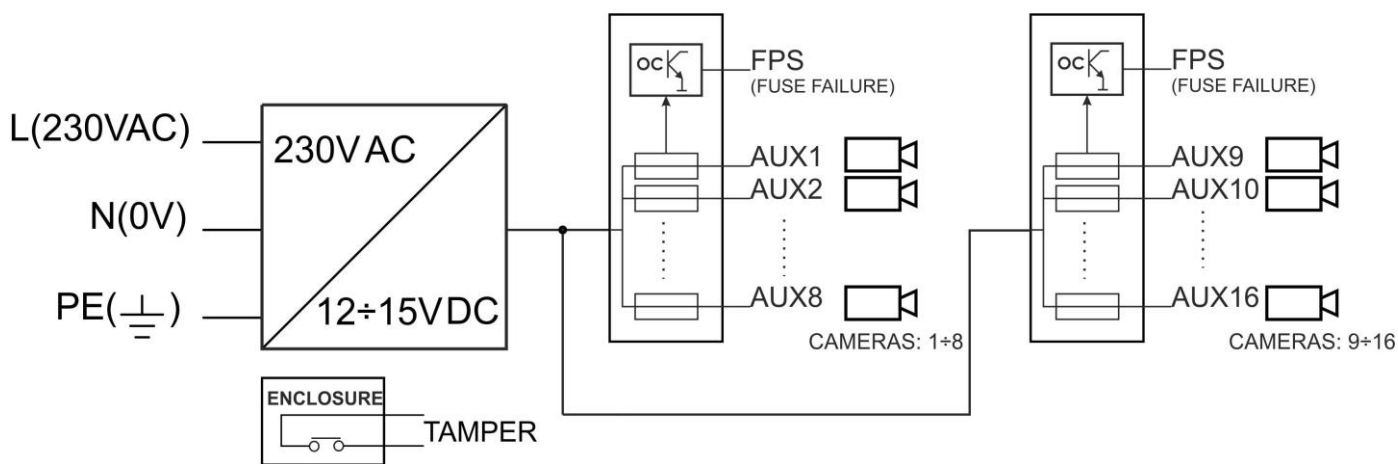 L(230VAC)
N(0V)
PE( )
230V AC
12÷15VDC
ENCLOSURE
TAMPER
OC
FPS
(FUSE FAILURE)
AUX1
AUX2
AUX8
CAMERAS: 1÷8
OC
FPS
(FUSE FAILURE)
AUX9
AUX10
AUX16
CAMERAS: 9÷16